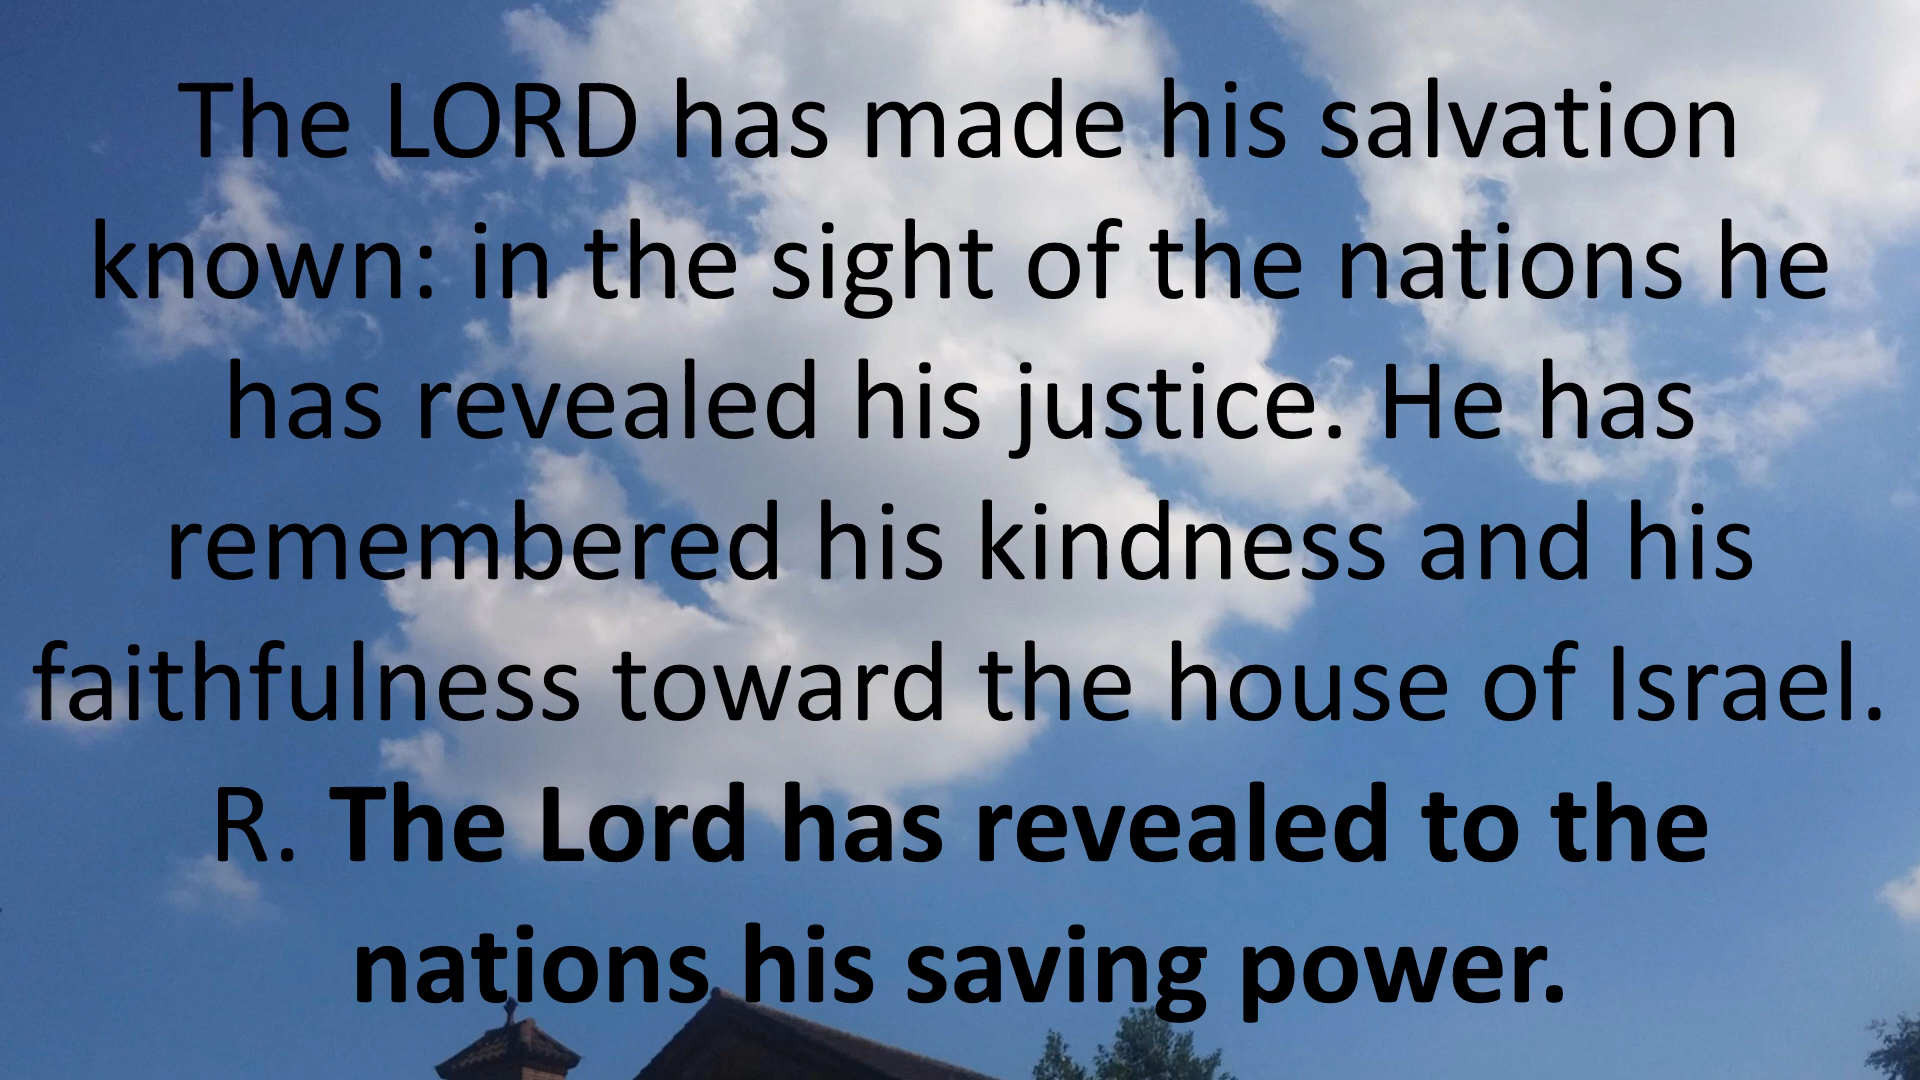 The LORD has made his salvation
known: in the sight of the nations he
has revealed his justice. He has
remembered his kindness and his
faithfulness toward the house of Israel.
R. The Lord has revealed to the
nations his saving power.